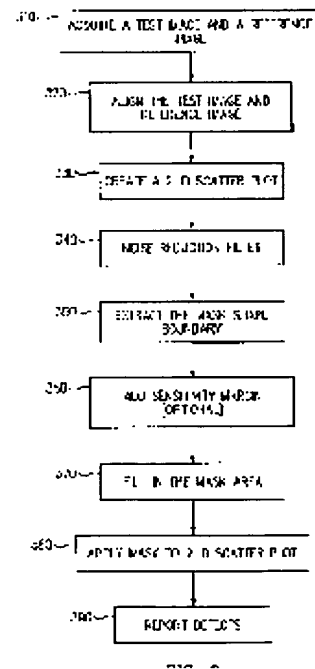 ACQUIRE A TEST IMAGE AND A REFERENCE
IMAGE
ALIGN THE TEST IMAGE AND
REFERENCE IMAGE
CREATE A 2-D SCATTER PLOT
NOISE REDUCTION FILTER
EXTRACT THE MASK SHAPE
BOUNDARY
ADD SENSITIVITY MARGIN
[OPTIONAL]
FILL IN THE MASK AREA
APPLY MASK TO 2-D SCATTER PLOT
REPORT DEFECTS